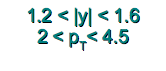 1.2 < |y| < 1.6
2 < pT < 4.5